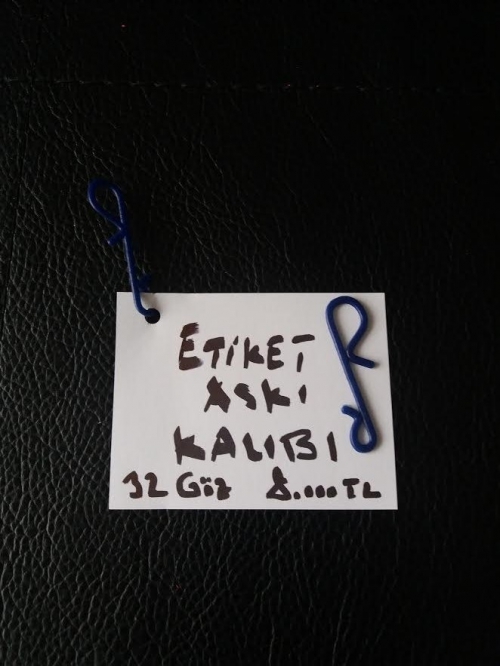 ETİKET
ASKI
KALIBI
32 Göz 8.000 TL